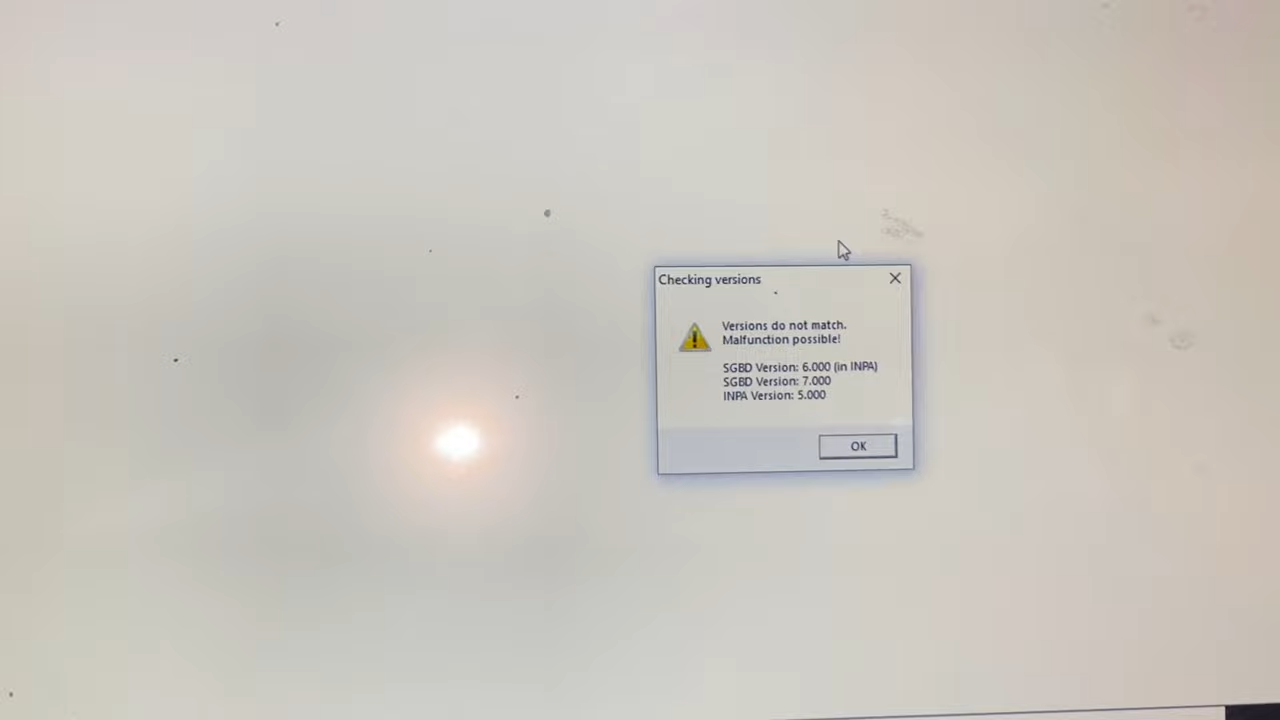 Checking versions
Versions do not match.
Malfunction possible!
SGBD Version: 6.000 (in INPA)
SGBD Version: 7.000
INPA Version: 5.000
OK